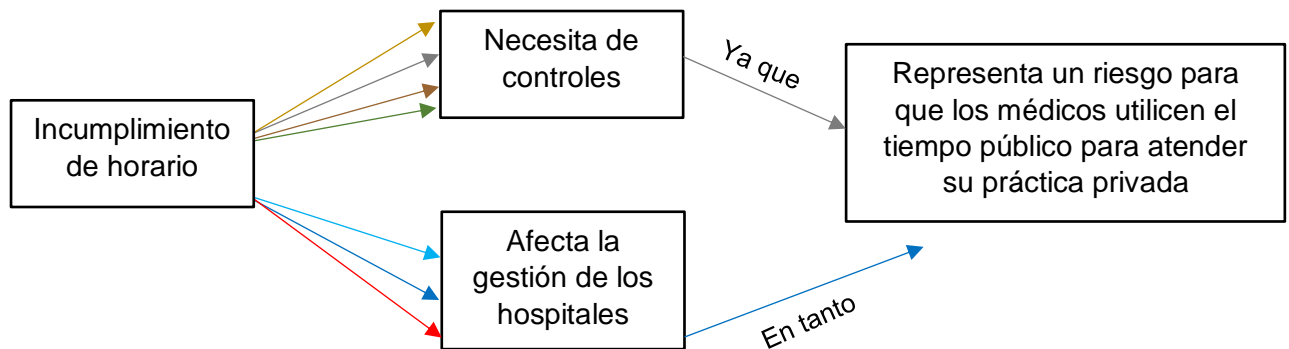 Incumplimiento
de horario
Necesita de
controles
Ya que
Representa un riesgo para
que los médicos utilicen el
tiempo público para atender
su práctica privada
Afecta la
gestión de los
hospitales
En tanto